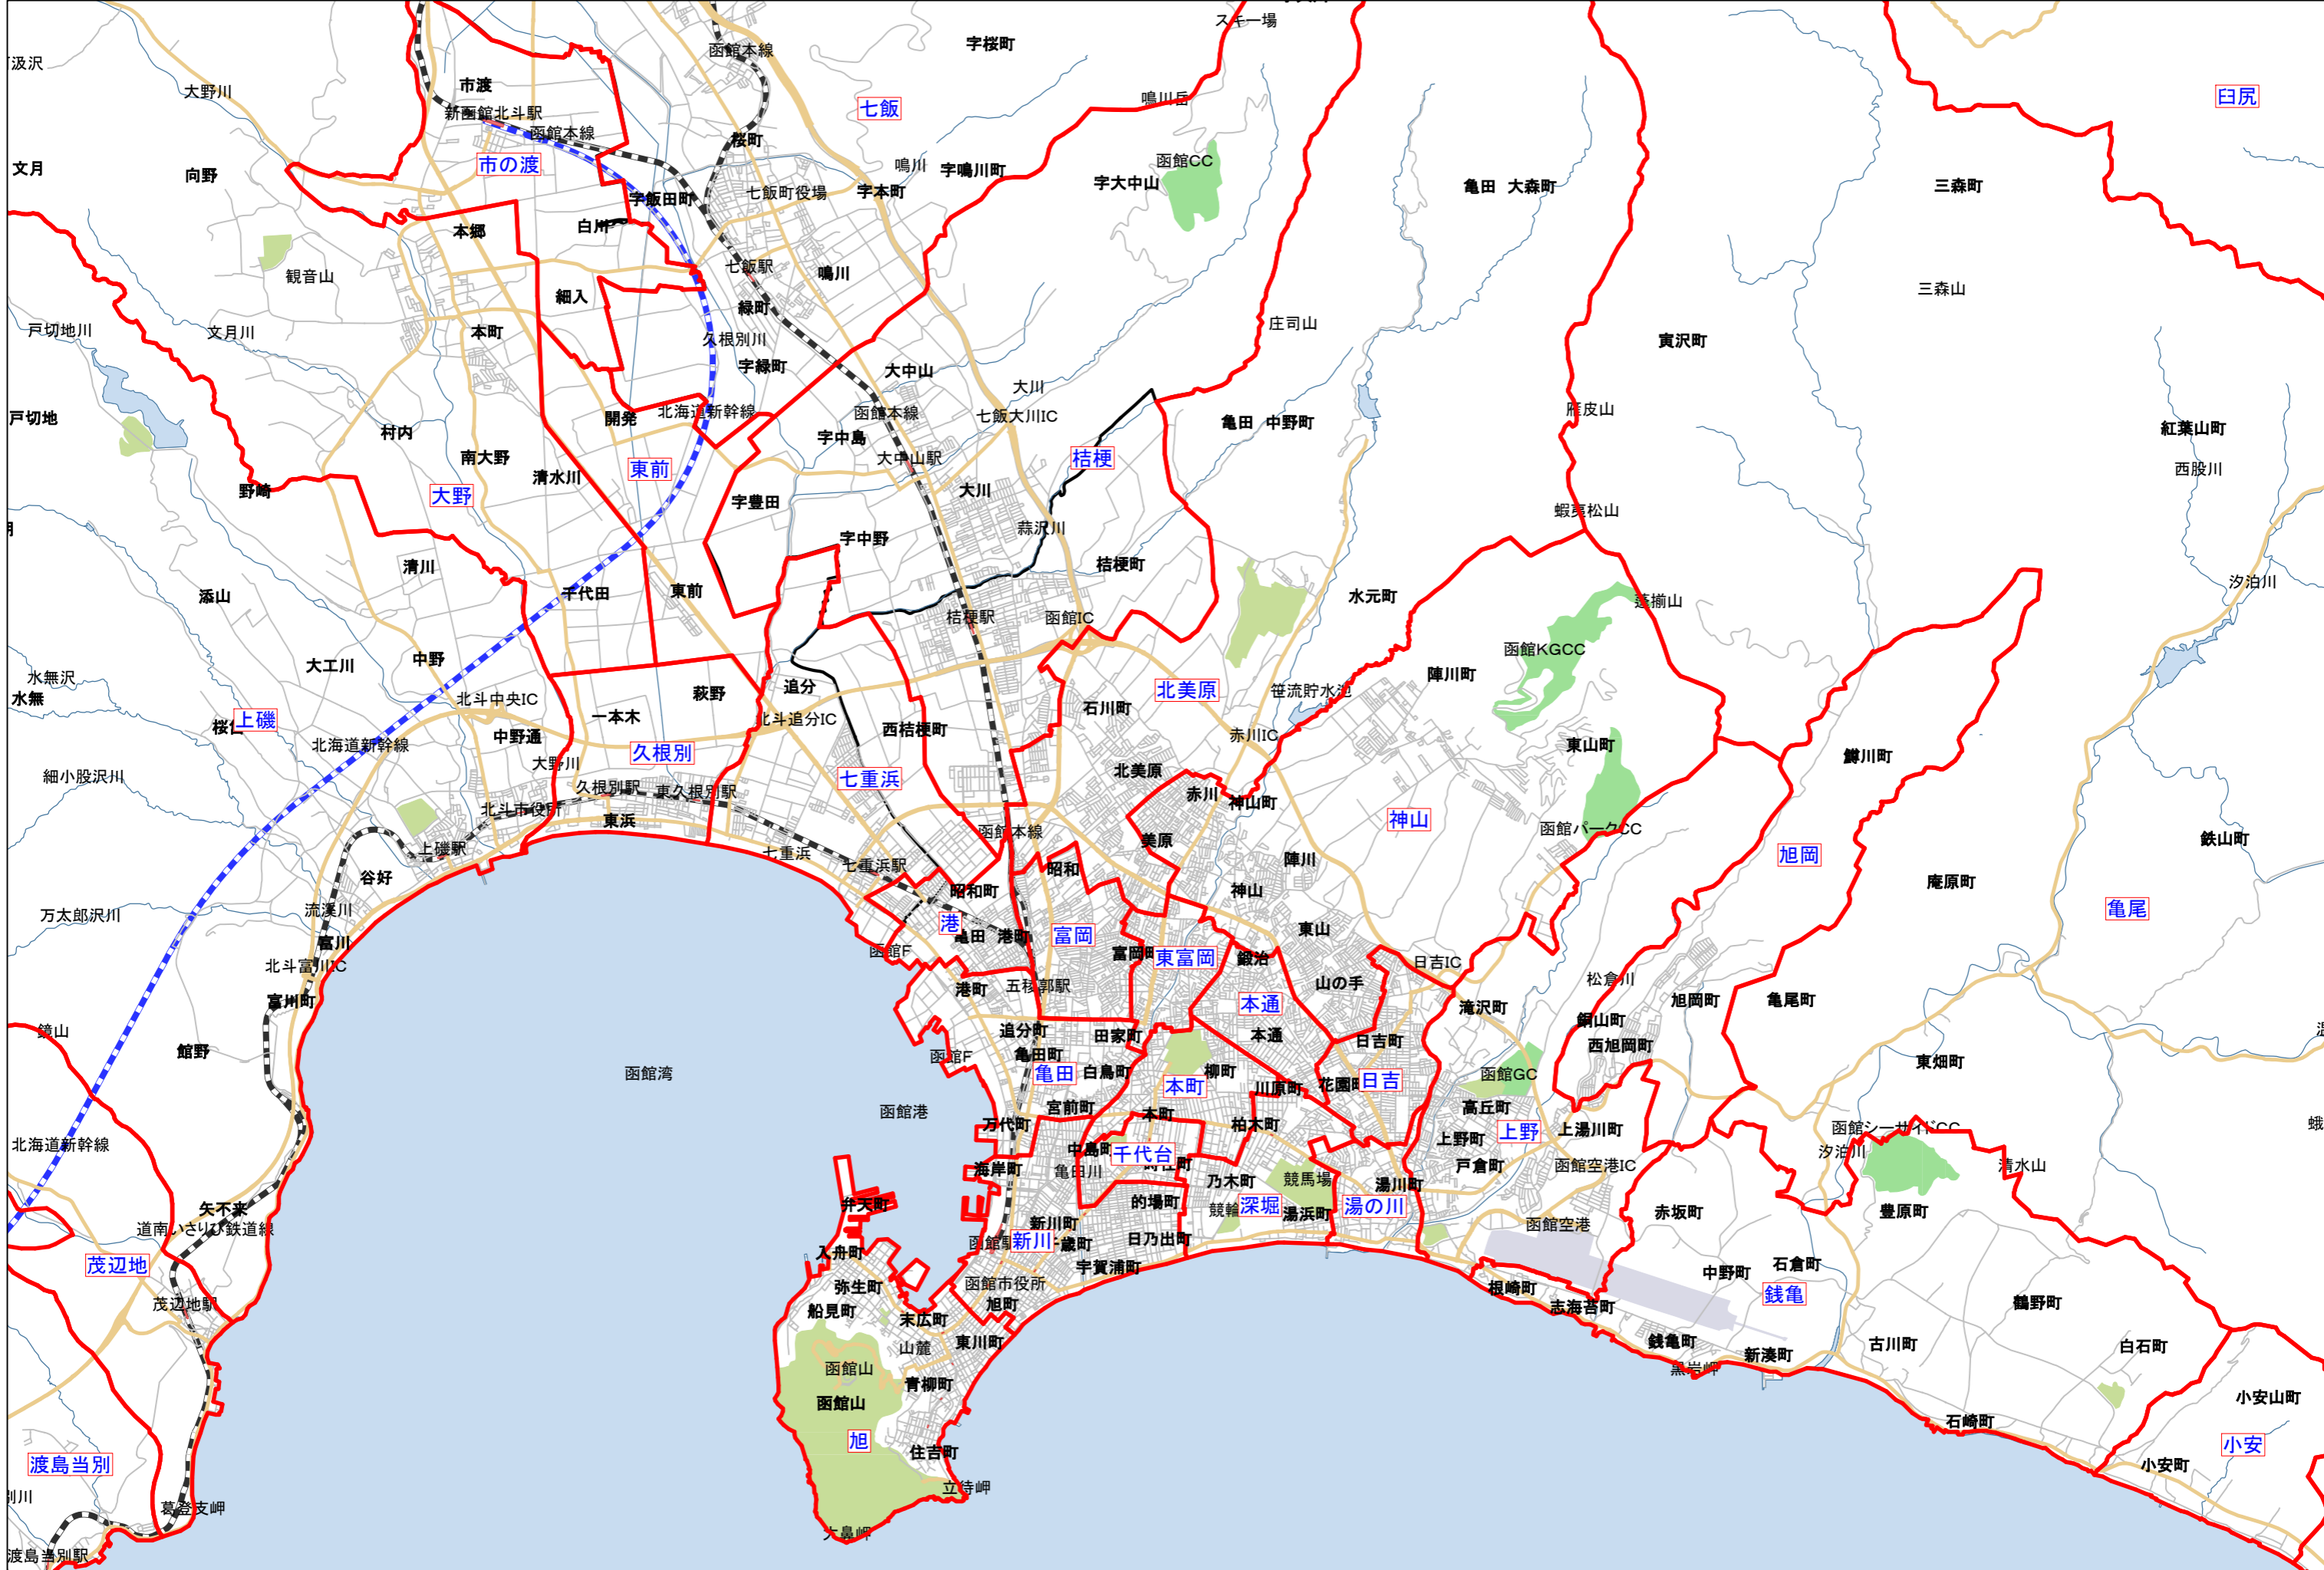 スキー場
字桜町
函館本線
汲沢
市渡
大野川
七飯
鳴川岳
臼尻
新函館北斗駅
函館本線
桜町
市の渡
文月
向野
鳴川
字鳴川町
函館CC
字大中山
亀田 大森町
三森町
字飯田町
七飯町役場
字本町
白川
本郷
七飯駅
鳴川
観音山
細入
緑町
三森山
戸切地川
文月川
本町
久根別川
庄司山
寅沢町
字緑町
大中山
大川
戸切地
開発
北海道新幹線
函館本線
七飯大川IC
亀田 中野町
雁皮山
紅葉山町
村内
字中島
南大野
東前
大中山駅
桔梗
西股川
清水川
野崎
大野
字豊田
大川
蝦夷松山
蒜沢川
字中野
清川
桔梗町
汐泊川
添山
千代田
東前
水元町
蓬揃山
桔梗駅
函館IC
大工川
中野
函館KGCC
水無沢
水無
萩野
追分
北美原
笹流貯水池
陣川町
北斗中央IC
石川町
桜岱
上磯
一本木
北斗追分IC
西桔梗町
赤川IC
北海道新幹線
中野通
久根別
東山町
鱒川町
大野川
細小股沢川
七重浜
北美原
久根別駅
東久根別駅
赤川
神山町
北斗市役所
東浜
函館本線
神山
函館パークCC
鉄山町
上磯駅
七重浜
七重浜駅
美原
旭岡
谷好
昭和町
昭和
陣川
神山
庵原町
万太郎沢川
流渓川
港
亀尾
富川
亀田 港町
富岡
東山
函館F
富岡町
東富岡
鍛治
北斗富川IC
日吉IC
港町
五稜郭駅
山の手
松倉川
富川町
本通
滝沢町
旭岡町
亀尾町
鏡山
追分町
田家町
本通
銅山町
館野
亀田町
日吉町
西旭岡町
函館F
東畑町
函館湾
亀田
白鳥町
本町
柳町
川原町
花園町
日吉
函館GC
函館港
宮前町
本町
高丘町
万代町
柏木町
上野町
上野
上湯川町
函館シーサイドCC
北海道新幹線
中島町
千代台
汐泊川
海岸町
亀田川
戸倉町
函館空港IC
清水山
乃木町
競馬場
湯川町
矢不来
弁天町
的場町
深堀
湯の川
赤坂町
豊原町
道南いさりび鉄道線
新川町
湯浜町
函館空港
新川
日乃出町
入舟町
茂辺地
宇賀浦町
石倉町
中野町
弥生町
函館市役所
根崎町
銭亀
茂辺地駅
船見町
旭町
志海苔町
鶴野町
末広町
東川町
銭亀町
古川町
白石町
山麓
新湊町
函館山
黒岩岬
青柳町
函館山
小安山町
石崎町
旭
住吉町
小安
渡島当別
小安町
立待岬
葛登支岬
大鼻岬
渡島当別駅